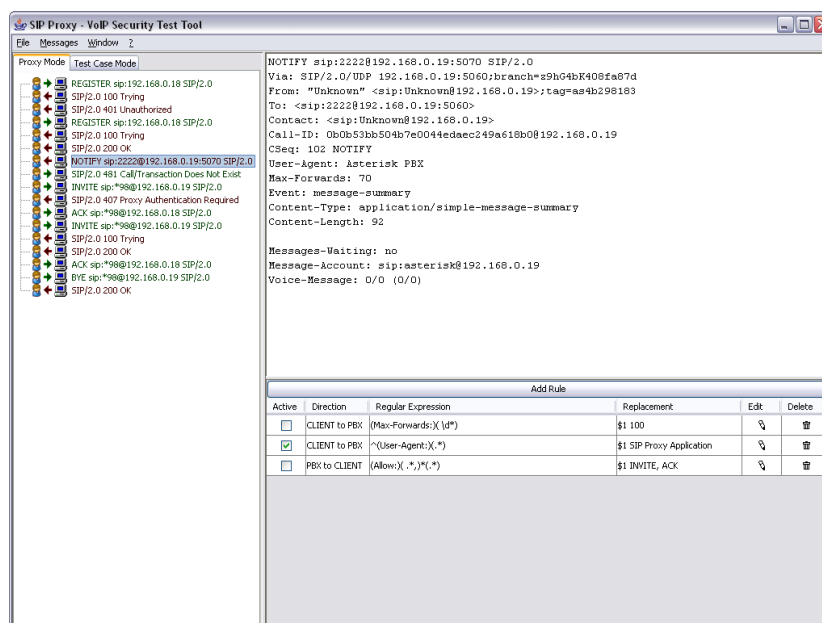 SIP Proxy - VoIP Security Test Tool
File Messages Window ?
Proxy Mode Test Case Mode
REGISTER sip:192.168.0.18 SIP/2.0
SIP/2.0 100 Trying
SIP/2.0 401 Unauthorized
REGISTER sip:192.168.0.18 SIP/2.0
SIP/2.0 100 Trying
SIP/2.0 200 OK
NOTIFY sip:2222@192.168.0.19:5070 SIP/2.0
SIP/2.0 481 Call/Transaction Does Not Exist
INVITE sip:*98@192.168.0.19 SIP/2.0
SIP/2.0 407 Proxy Authentication Required
ACK sip:*98@192.168.0.18 SIP/2.0
INVITE sip:*98@192.168.0.19 SIP/2.0
SIP/2.0 100 Trying
SIP/2.0 200 OK
ACK sip:*98@192.168.0.18 SIP/2.0
BYE sip:*98@192.168.0.19 SIP/2.0
SIP/2.0 200 OK
NOTIFY sip:2222@192.168.0.19:5070 SIP/2.0
Via: SIP/2.0/UDP 192.168.0.19:5060;branch=z9hG4bK408fa87d
From: "Unknown" <sip:Unknown@192.168.0.19>;tag=as4b298183
To: <sip:2222@192.168.0.19:5060>
Contact: <sip:Unknown@192.168.0.19>
Call-ID: 0b0b53bb504b7e0044edaec249a618b0@192.168.0.19
CSeq: 102 NOTIFY
User-Agent: Asterisk PBX
Max-Forwards: 70
Event: message-summary
Content-Type: application/simple-message-summary
Content-Length: 92
Messages-Waiting: no
Message-Account: sip:asterisk@192.168.0.19
Voice-Message: 0/0 (0/0)
Add Rule
Active Direction Regular Expression Replacement Edit Delete
CLIENT to PBX (Max-Forwards:)( \d*) $1 100
CLIENT to PBX ^(User-Agent:)(.*) $1 SIP Proxy Application
PBX to CLIENT (Allow:)( .*,)*(.*) $1 INVITE, ACK